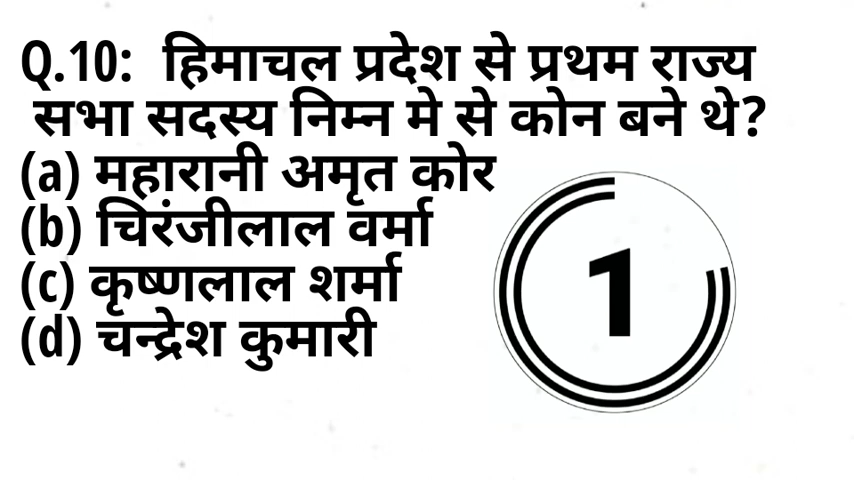 Q.10: हिमाचल प्रदेश से प्रथम राज्य
सभा सदस्य निम्न मे से कोन बने थे?
(a) महारानी अमृत कोर
(b) चिरंजीलाल वर्मा
(c) कृष्णलाल शर्मा
(d) चन्द्रेश कुमारी
1